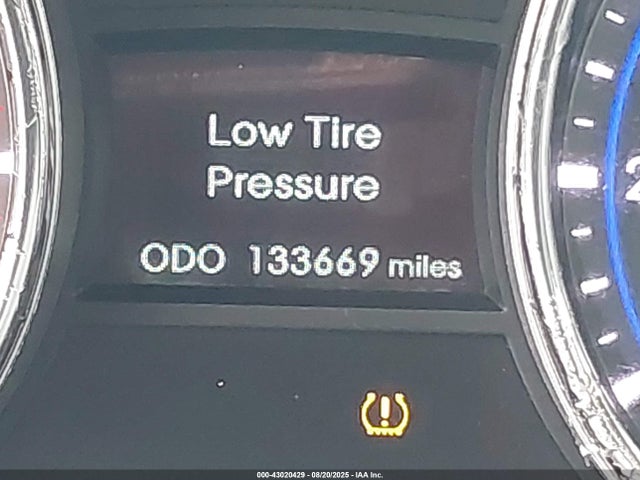 Low Tire
Pressure
ODO 133669 miles
000-43020429 - 08/20/2025 - IAA Inc.